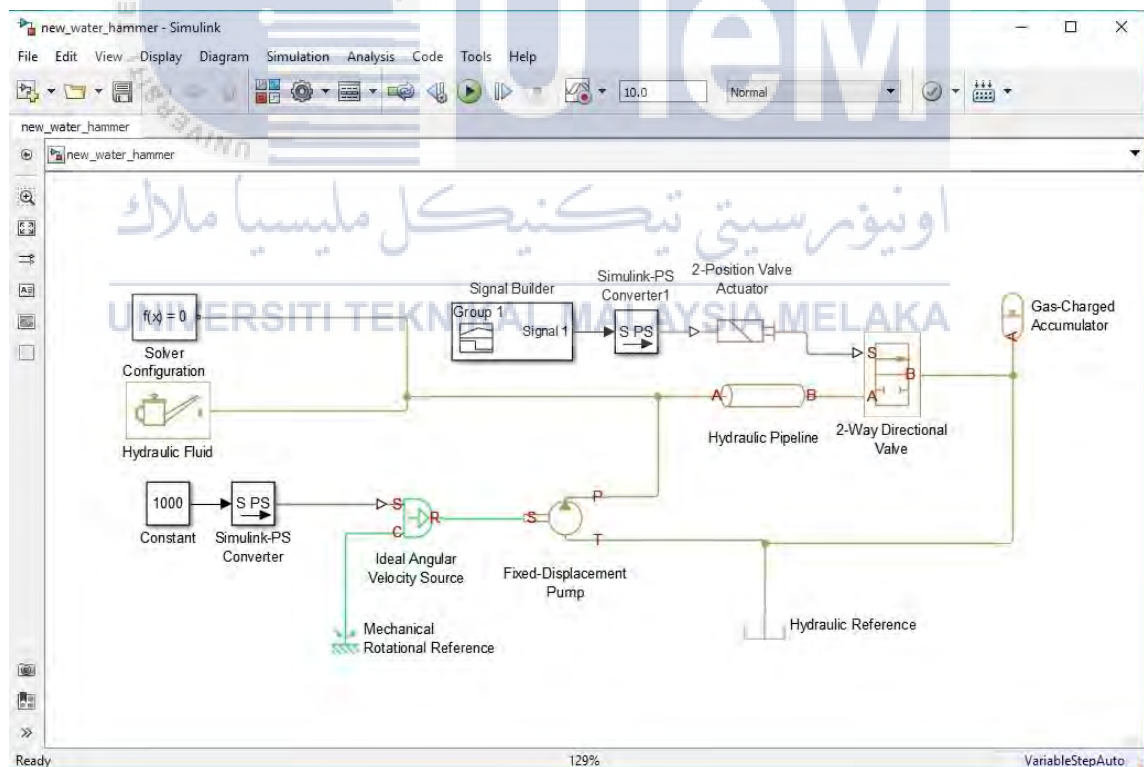 new_water_hammer - Simulink
File Edit View Display Diagram Simulation Analysis Code Tools Help
10.0 Normal
new_water_hammer
new_water_hammer
UTeM
اونيۏرسيتي تيكنيكل مليسيا ملاك
UNIVERSITI TEKNIKAL MALAYSIA MELAKA
Signal Builder
Group 1
Signal 1
Simulink-PS
Converter1
S PS
2-Position Valve
Actuator
Gas-Charged
Accumulator
A
f(x) = 0
Solver
Configuration
Hydraulic Fluid
A
B
Hydraulic Pipeline
S
A
B
2-Way Directional
Valve
1000
Constant
S PS
Simulink-PS
Converter
S
C
R
Ideal Angular
Velocity Source
S
P
T
Fixed-Displacement
Pump
Mechanical
Rotational Reference
Hydraulic Reference
Ready 129% VariableStepAuto